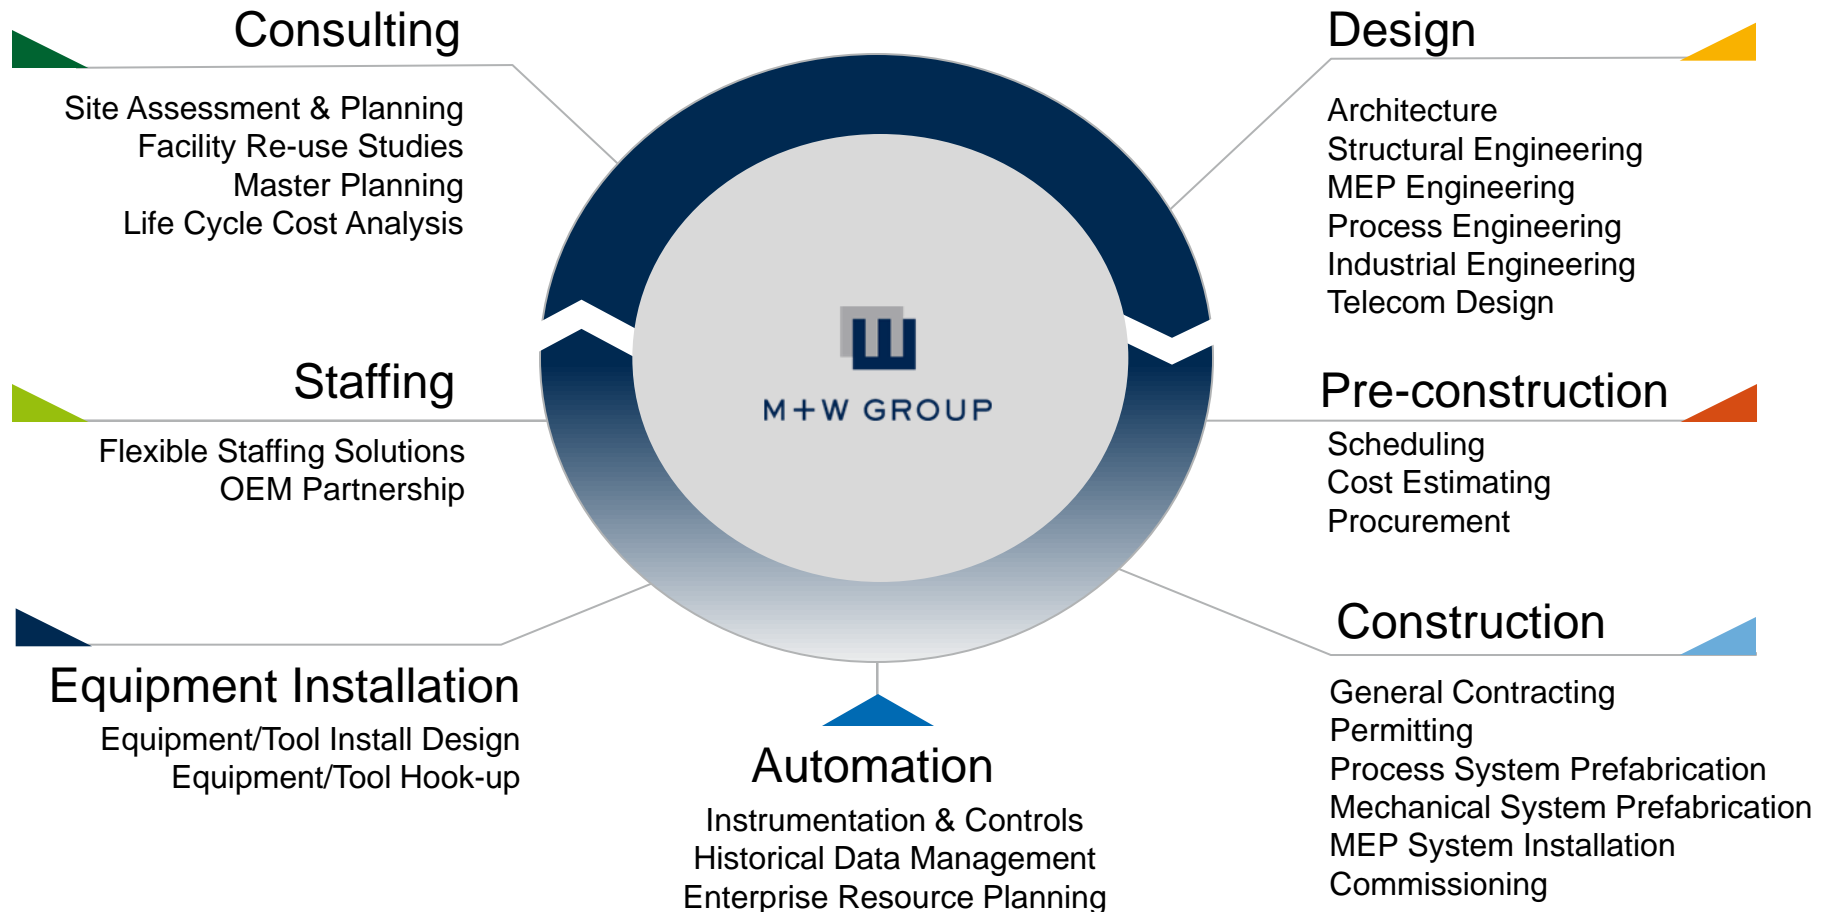 Consulting
Site Assessment & Planning
Facility Re-use Studies
Master Planning
Life Cycle Cost Analysis
Staffing
Flexible Staffing Solutions
OEM Partnership
Equipment Installation
Equipment/Tool Install Design
Equipment/Tool Hook-up
M+W GROUP
Automation
Instrumentation & Controls
Historical Data Management
Enterprise Resource Planning
Design
Architecture
Structural Engineering
MEP Engineering
Process Engineering
Industrial Engineering
Telecom Design
Pre-construction
Scheduling
Cost Estimating
Procurement
Construction
General Contracting
Permitting
Process System Prefabrication
Mechanical System Prefabrication
MEP System Installation
Commissioning